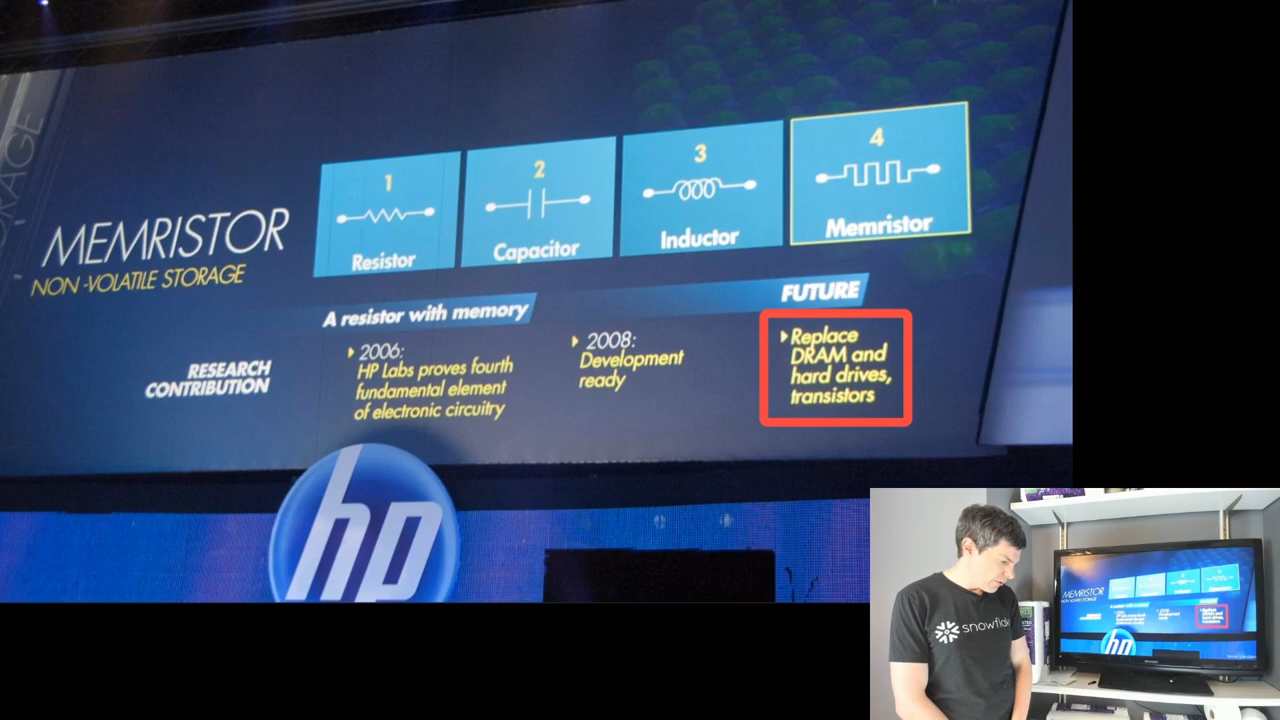 MEMRISTOR
NON-VOLATILE STORAGE
1
Resistor
2
Capacitor
3
Inductor
4
Memristor
A resistor with memory
FUTURE
RESEARCH
CONTRIBUTION
2006:
HP Labs proves fourth
fundamental element
of electronic circuitry
2008:
Development
ready
Replace
DRAM and
hard drives,
transistors
hp
snowflake
MEMRISTOR
hp